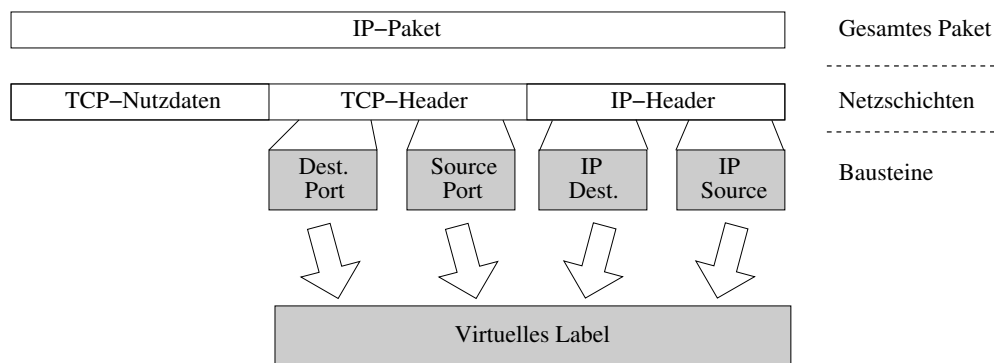 IP–Paket
Gesamtes Paket
TCP–Nutzdaten
TCP–Header
IP–Header
Netzschichten
Dest.
Port
Source
Port
IP
Dest.
IP
Source
Bausteine
Virtuelles Label